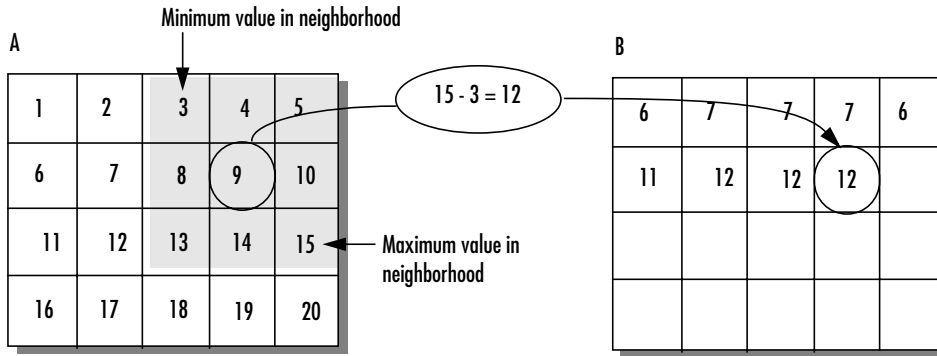 Minimum value in neighborhood
A
B
15 - 3 = 12
1 2 3 4 5
6 7 7 7 6
6 7 8 9 10
11 12 12 12
11 12 13 14 15
Maximum value in
neighborhood
16 17 18 19 20